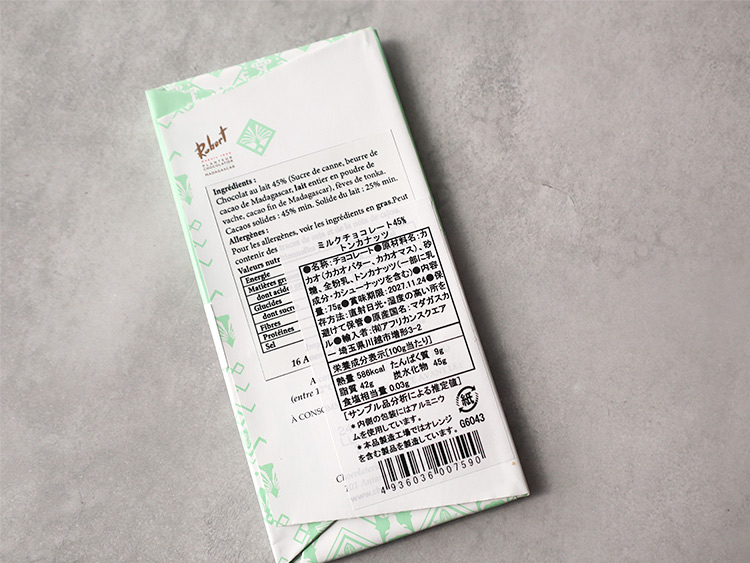 Robert
DEPUIS 1940
PLANTEUR
CHOCOLATIER
MADAGASCAR
Ingrédients :
Chocolat au lait 45% (Sucre de canne, beurre de
cacao de Madagascar, lait entier en poudre de
vache, cacao fin de Madagascar), fèves de tonka.
Cacaos solides : 45% min. Solide du lait : 25% min.
Allergènes :
Pour les allergènes, voir les ingrédients en gras.Peut
contenir des
Valeurs nutr
Energie
Matières gr
dont acide
Glucides
dont sucr
Fibres
Protéines
Sel
16 A
(entre 1
À CONSO
ミルクチョコレート45%
トンカナッツ
●名称:チョコレート●原材料名:カ
カオ(カカオバター、カカオマス)、砂
糖、全粉乳、トンカナッツ(一部に乳
成分・カシューナッツを含む)●内容
量:75g●賞味期限:2027.11.24●保
存方法:直射日光・温度の高い所を
避けて保管●原産国名:マダガスカ
ル●輸入者:㈲アフリカンスクエア
ー 埼玉県川越市増形3-2
栄養成分表示[100g当たり]
熱量 586kcal たんぱく質 9g
脂質 42g 炭水化物 45g
食塩相当量 0.03g
[サンプル品分析による推定値]
*内側の包装にはアルミニウ
ムを使用しています。
*本品製造工場ではオレンジ
を含む製品を製造しています。
紙
G6043
4 936036 007590